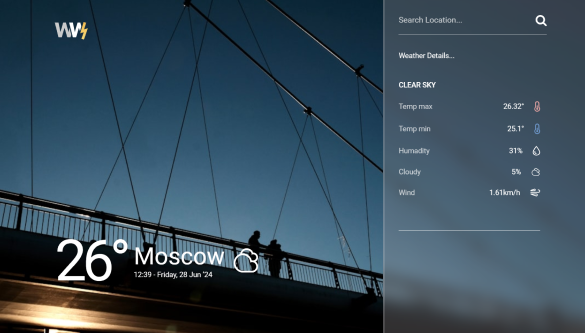 WW
26° Moscow
12:39 - Friday, 28 Jun '24
Search Location...
Weather Details...
CLEAR SKY
Temp max 26.32°
Temp min 25.1°
Humadity 31%
Cloudy 5%
Wind 1.61km/h